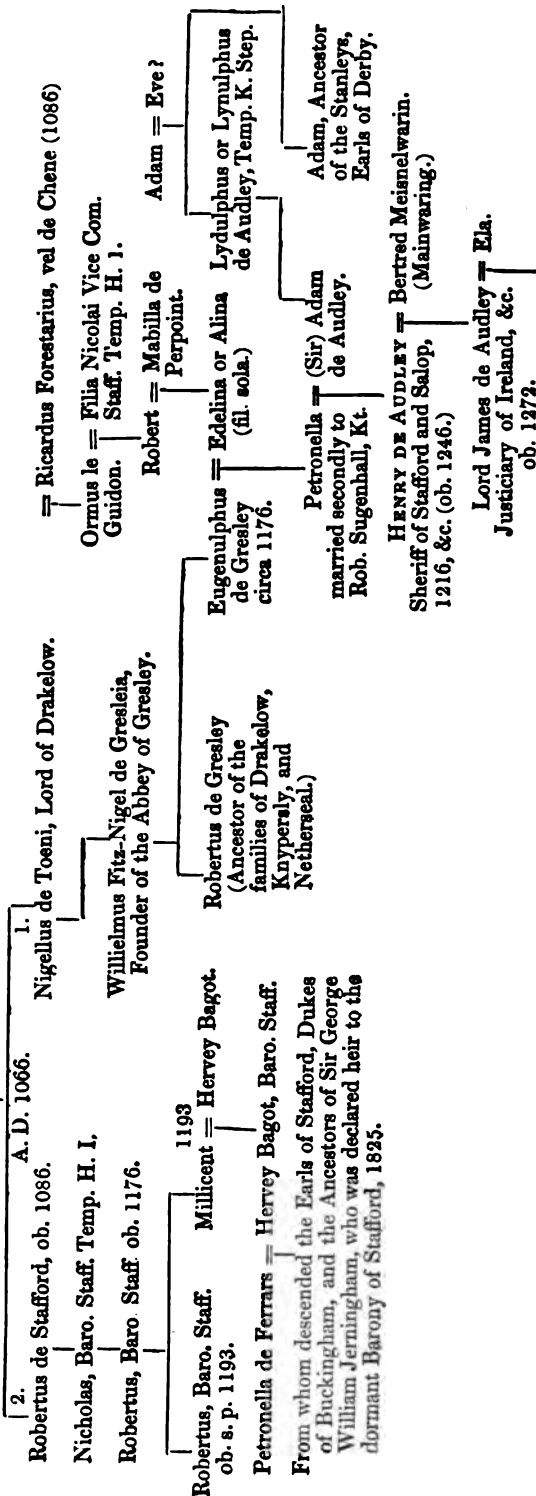 A. D. 1066.
2.
Robertus de Stafford, ob. 1086.
Nicholas, Baro. Staff. Temp. H. I.
Robertus, Baro. Staff. ob. 1176.
Robertus, Baro. Staff.
ob. s. p. 1193.
1193
Millicent = Hervey Bagot.
Petronella de Ferrars = Hervey Bagot, Baro. Staff.
From whom descended the Earls of Stafford, Dukes
of Buckingham, and the Ancestors of Sir George
William Jerningham, who was declared heir to the
dormant Barony of Stafford, 1825.
1.
Nigellus de Toeni, Lord of Drakelow.
Willielmus Fitz-Nigel de Gresleia,
Founder of the Abbey of Gresley.
Robertus de Gresley
(Ancestor of the
families of Drakelow,
Knypersly, and
Netherseal.)
= Ricardus Forestarius, vel de Chene (1086)
Ormus le = Filia Nicolai Vice Com.
Guidon. Staff. Temp. H. 1.
Robert = Mabilla de
Perpoint.
Eugenulphus = Edelina or Alina
de Gresley (fil. sola.)
circa 1176.
Adam = Eve?
Lydulphus or Lynulphus
de Audley, Temp. K. Step.
Adam, Ancestor
of the Stanleys,
Earls of Derby.
Petronella = (Sir) Adam
married secondly to de Audley.
Rob. Sugenhall, Kt.
HENRY DE AUDLEY = Bertred Meisnelwarin.
Sheriff of Stafford and Salop, (Mainwaring.)
1216, &c. (ob. 1246.)
Lord James de Audley = Ela.
Justiciary of Ireland, &c.
ob. 1272.